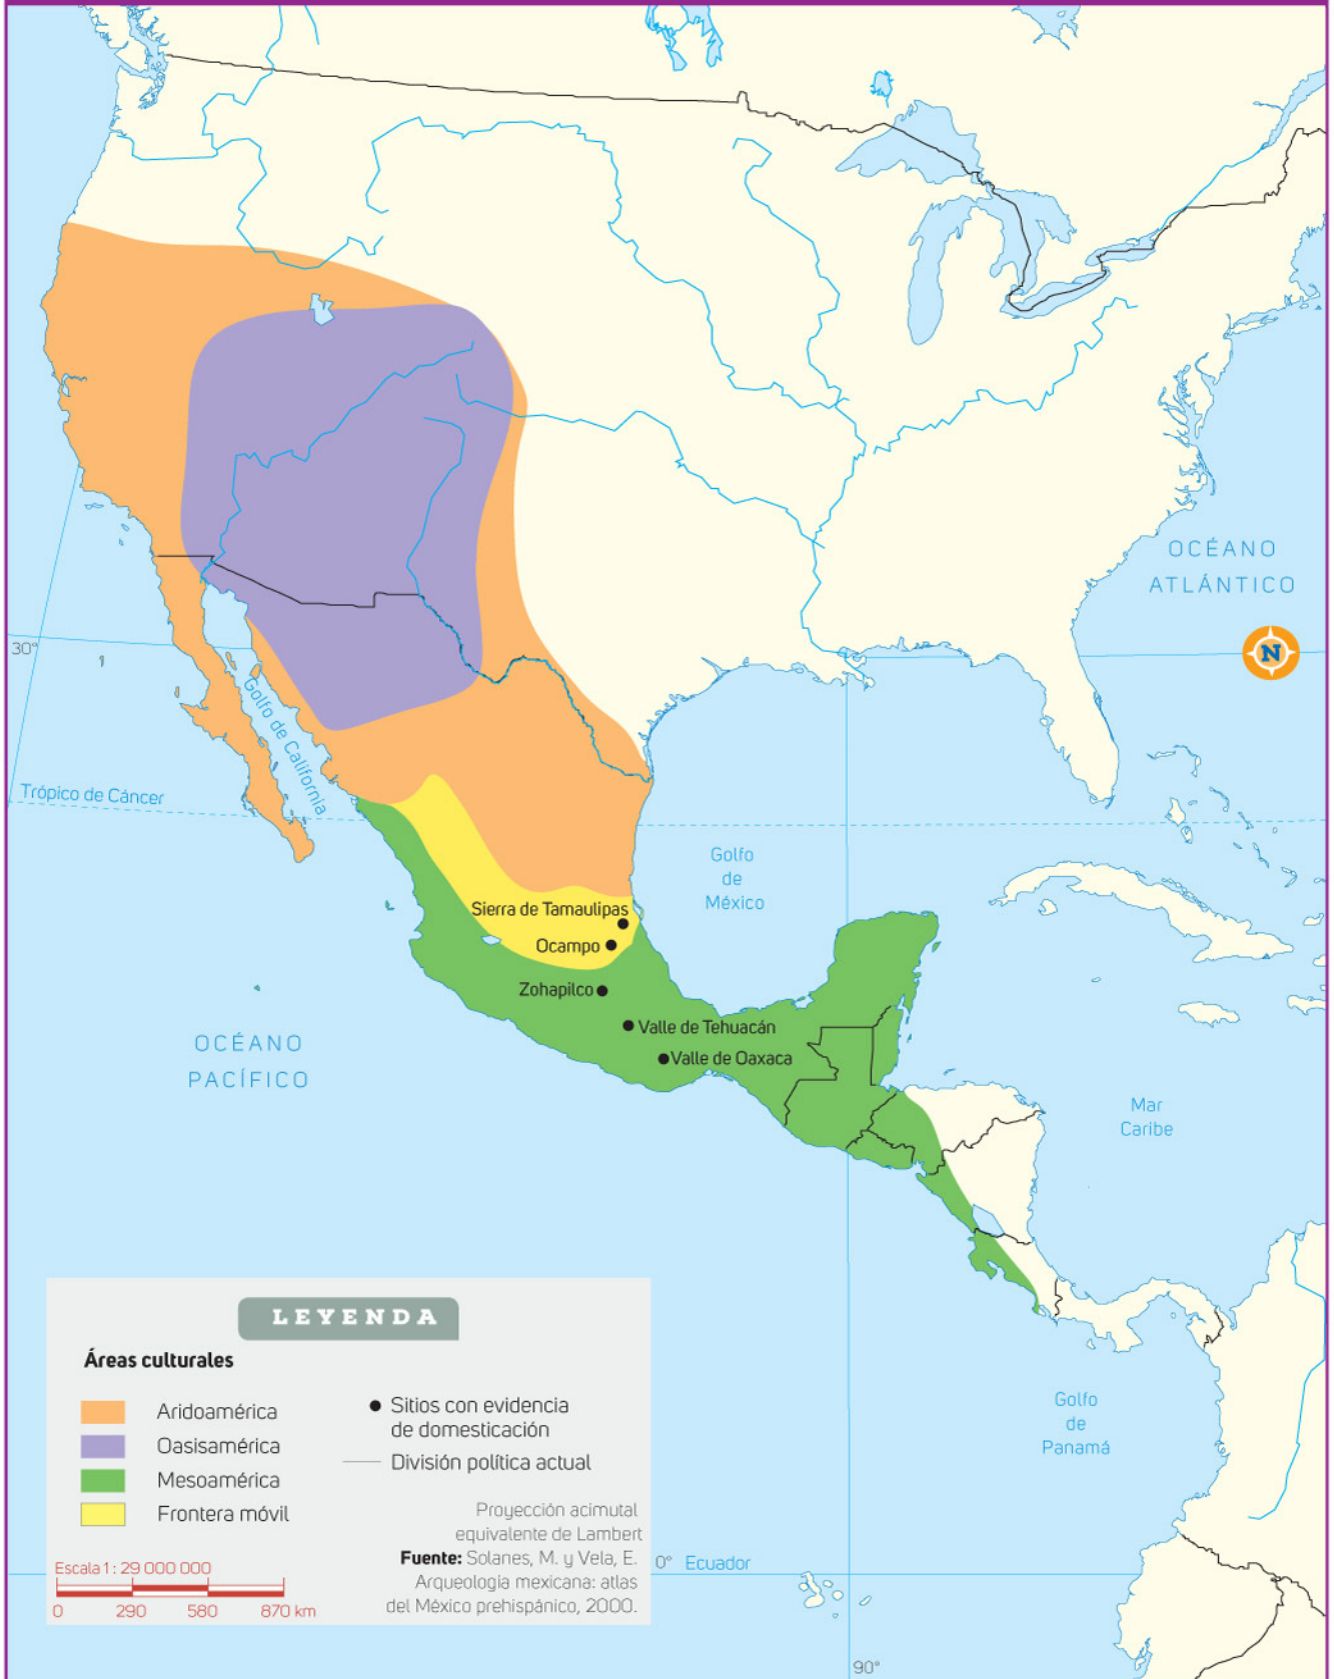 OCÉANO
ATLÁNTICO
N
30°
Golfo de California
Trópico de Cáncer
Golfo
de
México
Sierra de Tamaulipas
Ocampo
Zohapilco
Valle de Tehuacán
Valle de Oaxaca
OCÉANO
PACÍFICO
Mar
Caribe
Golfo
de
Panamá
LEYENDA
Áreas culturales
Aridoamérica
Oasisamérica
Mesoamérica
Frontera móvil
Sitios con evidencia
de domesticación
División política actual
Proyección acimutal
equivalente de Lambert
Fuente: Solanes, M. y Vela, E.
Arqueología mexicana: atlas
del México prehispánico, 2000.
Escala 1 : 29 000 000
0 290 580 870 km
0° Ecuador
90°